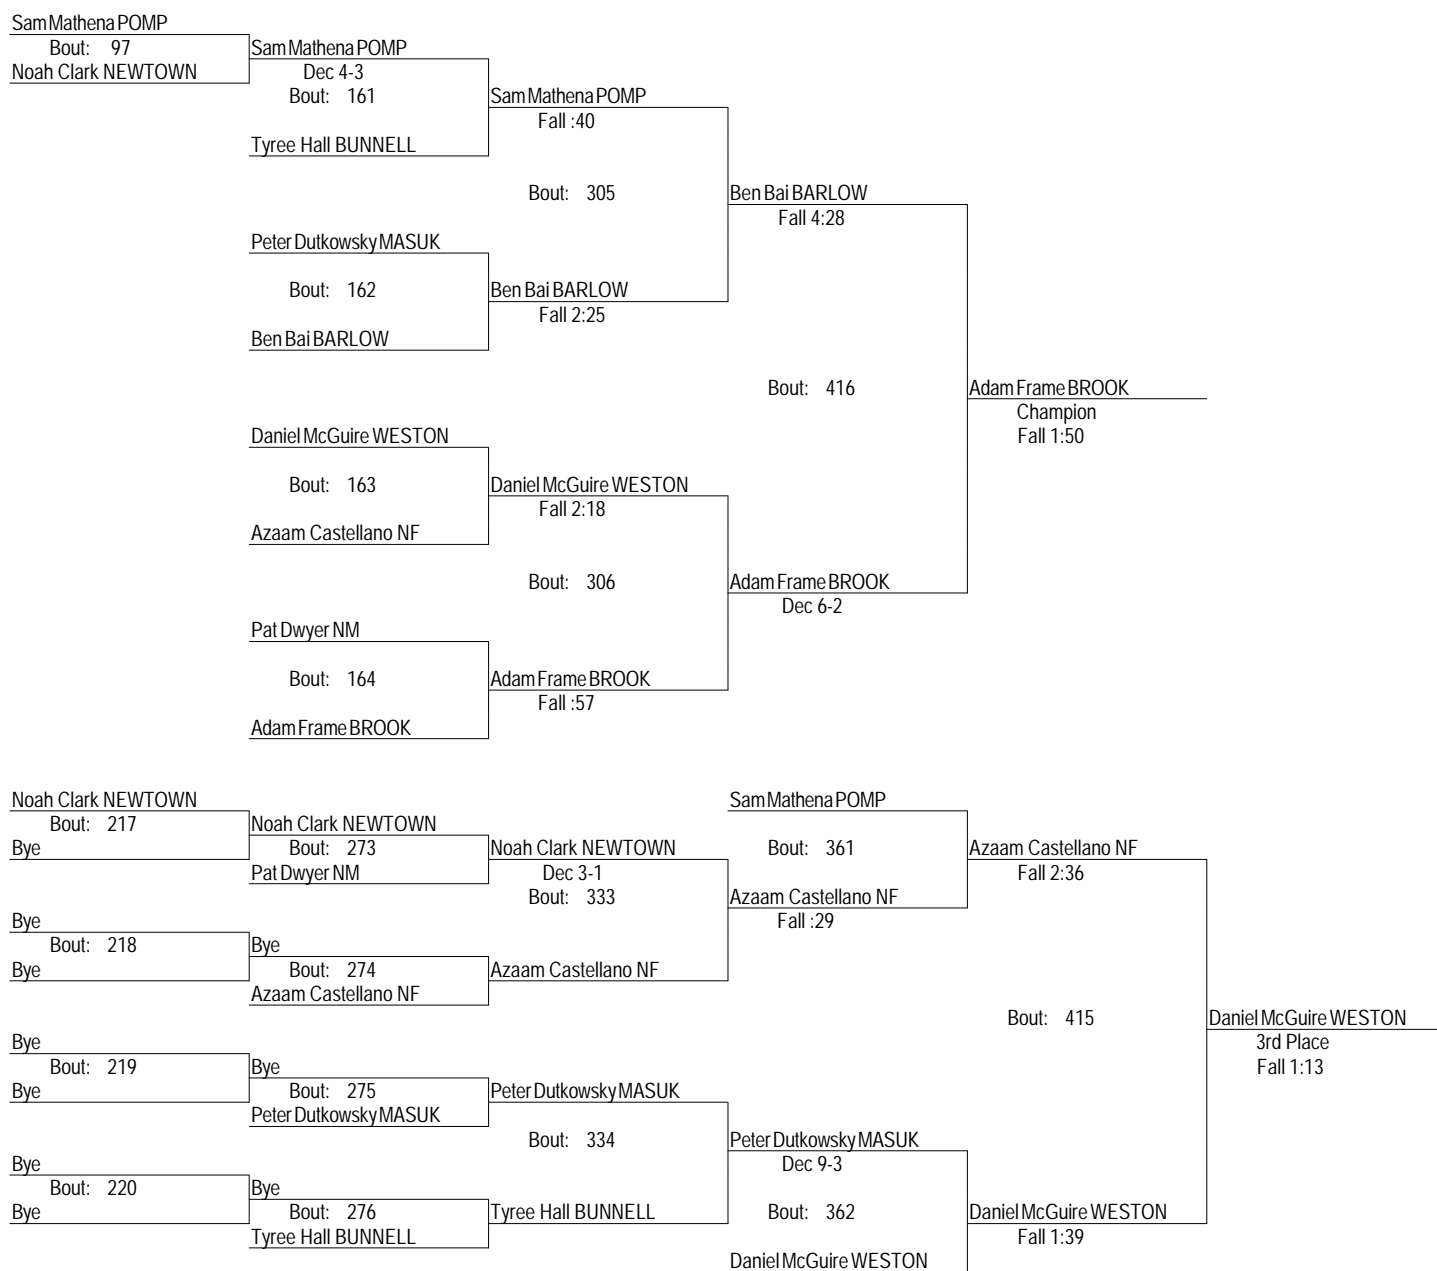 Sam Mathena POMP
Bout: 97
Noah Clark NEWTOWN
Sam Mathena POMP
Dec 4-3
Bout: 161
Tyree Hall BUNNELL
Sam Mathena POMP
Fall :40
Bout: 305
Peter Dutkowsky MASUK
Bout: 162
Ben Bai BARLOW
Ben Bai BARLOW
Fall 2:25
Ben Bai BARLOW
Fall 4:28
Bout: 416
Daniel McGuire WESTON
Bout: 163
Azaam Castellano NF
Daniel McGuire WESTON
Fall 2:18
Bout: 306
Pat Dwyer NM
Bout: 164
Adam Frame BROOK
Adam Frame BROOK
Fall :57
Adam Frame BROOK
Dec 6-2
Adam Frame BROOK
Champion
Fall 1:50
Noah Clark NEWTOWN
Bout: 217
Bye
Noah Clark NEWTOWN
Bout: 273
Pat Dwyer NM
Noah Clark NEWTOWN
Dec 3-1
Bout: 333
Bye
Bout: 218
Bye
Bye
Bout: 274
Azaam Castellano NF
Azaam Castellano NF
Sam Mathena POMP
Bout: 361
Azaam Castellano NF
Fall :29
Azaam Castellano NF
Fall 2:36
Bout: 415
Bye
Bout: 219
Bye
Bye
Bout: 275
Peter Dutkowsky MASUK
Peter Dutkowsky MASUK
Bout: 334
Bye
Bout: 220
Bye
Bye
Bout: 276
Tyree Hall BUNNELL
Tyree Hall BUNNELL
Peter Dutkowsky MASUK
Dec 9-3
Bout: 362
Daniel McGuire WESTON
Daniel McGuire WESTON
Fall 1:39
Daniel McGuire WESTON
3rd Place
Fall 1:13